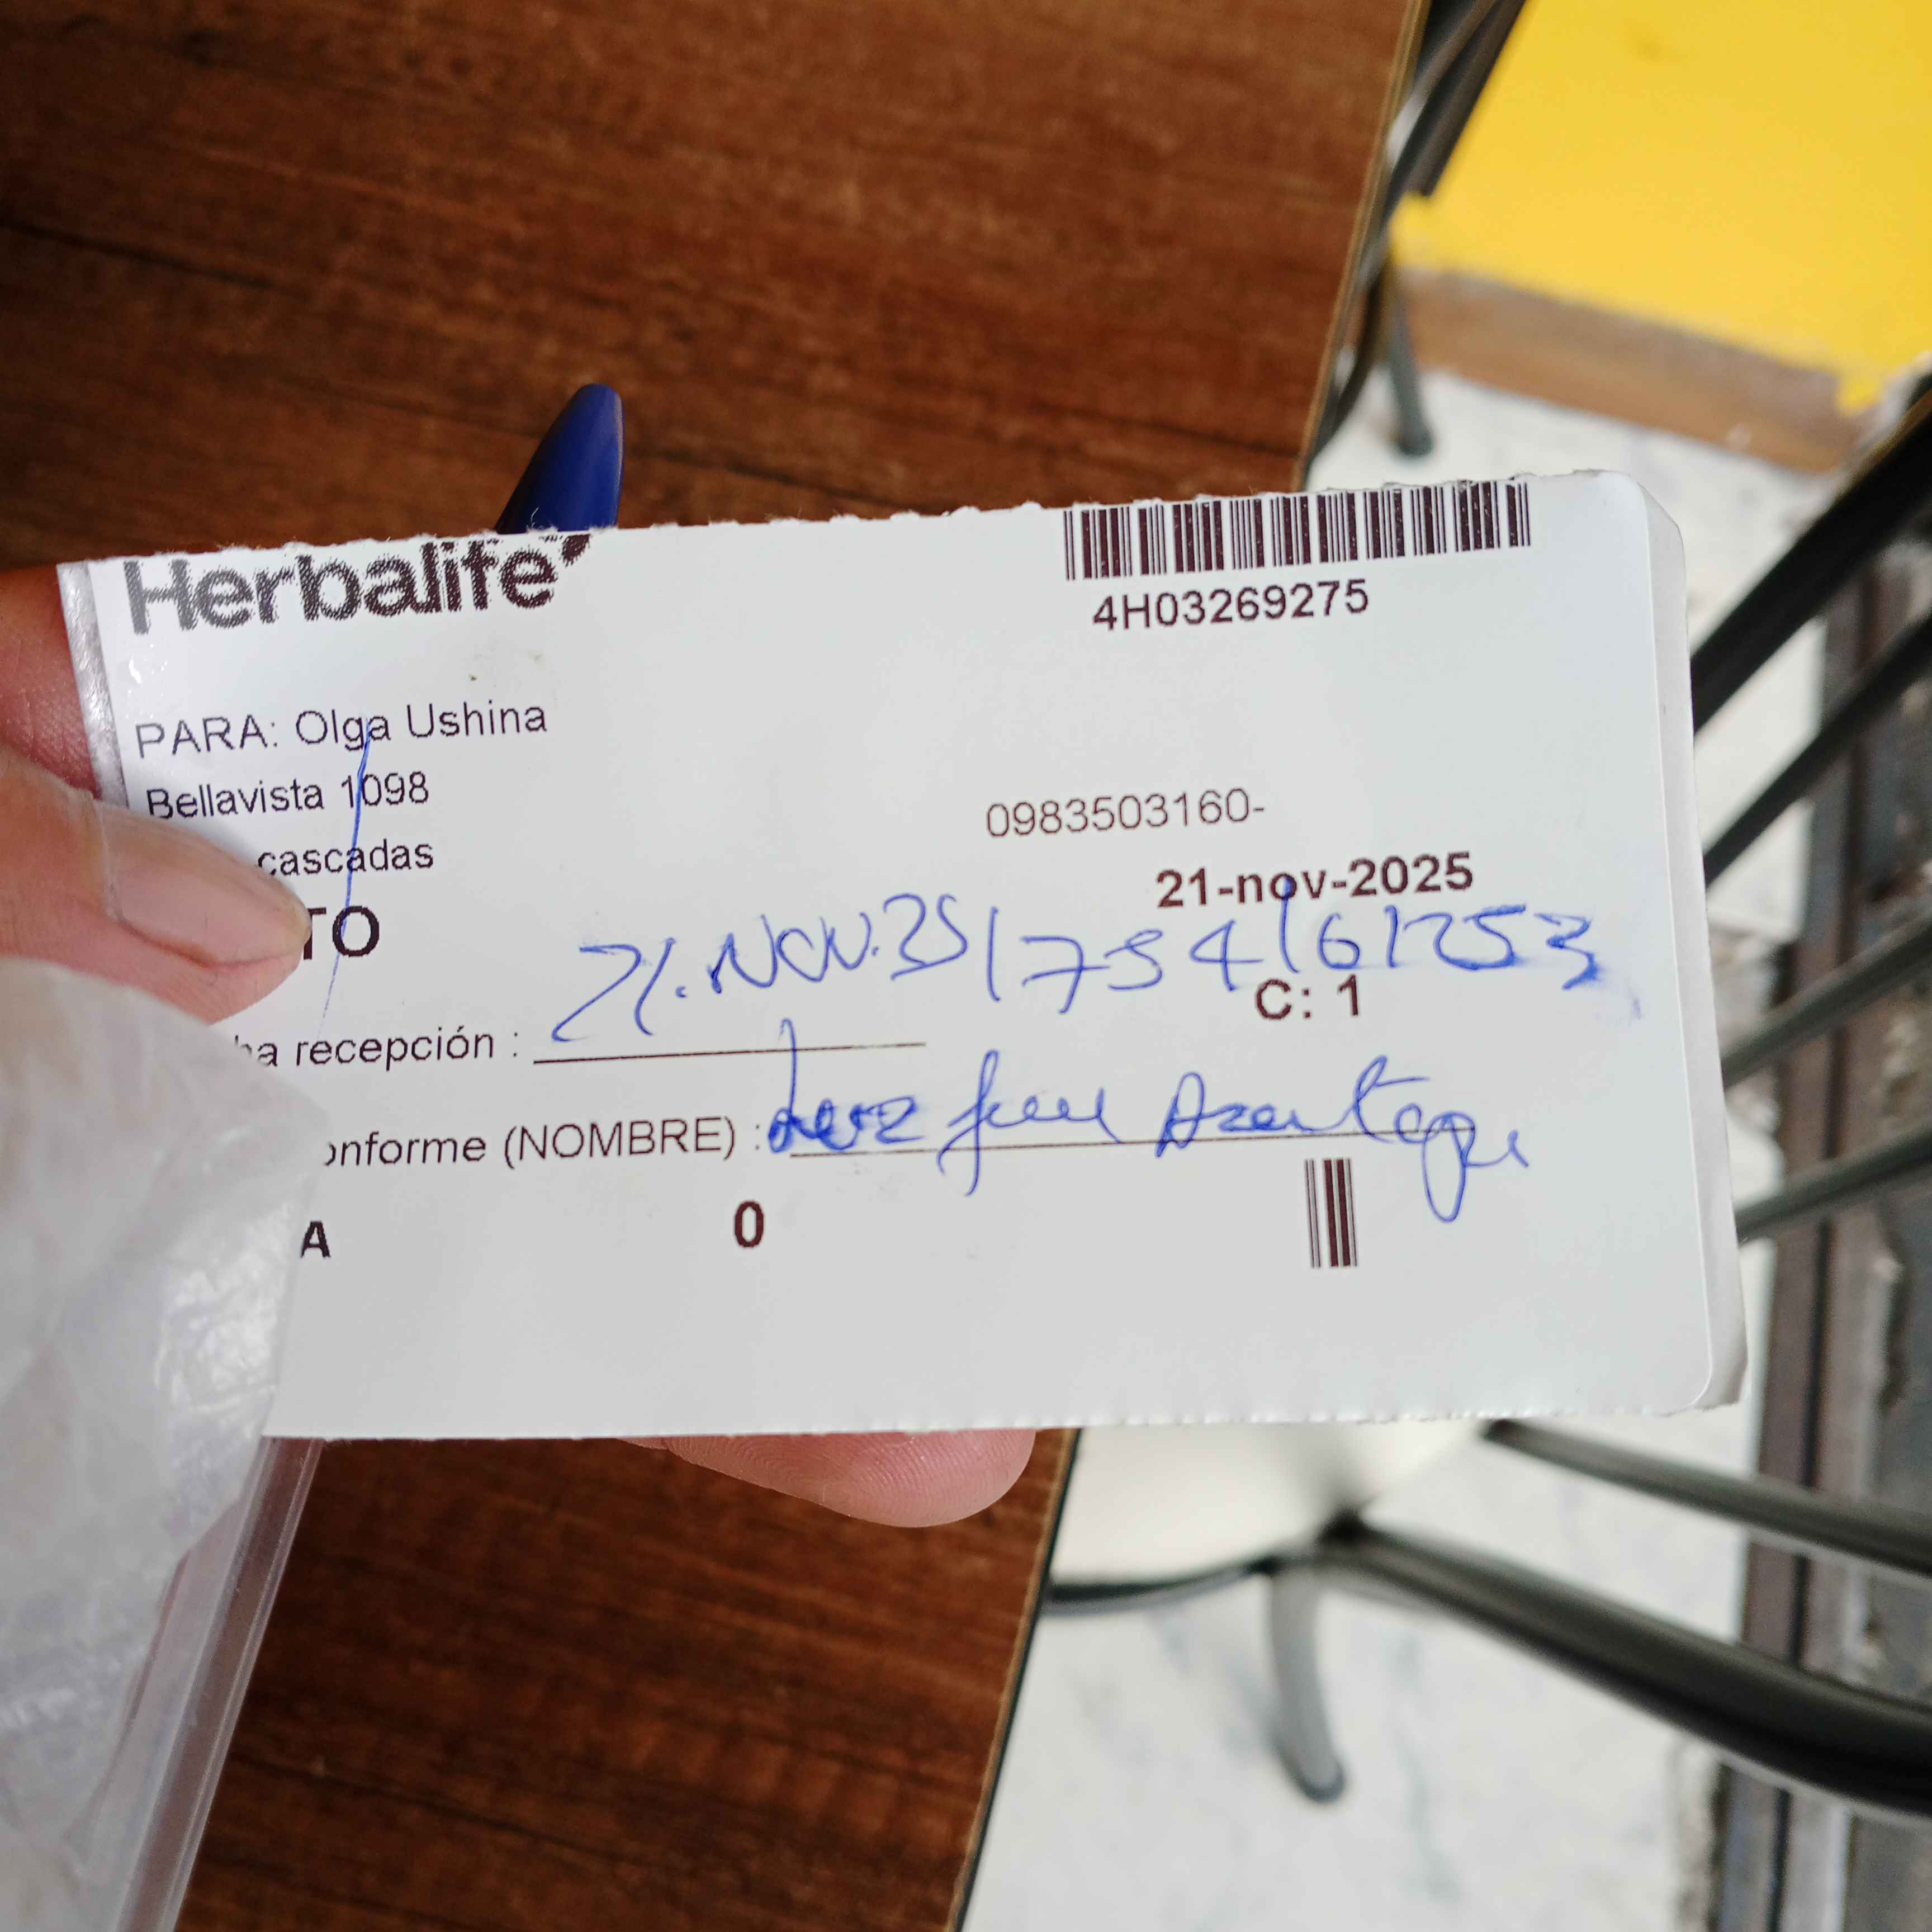 Herbalife
4H03269275
PARA: Olga Ushina
Bellavista 1098
0983503160-
cascadas
21-nov-2025
TO
21.NOV.25
C: 1
a recepción :
onforme (NOMBRE) :
A 0